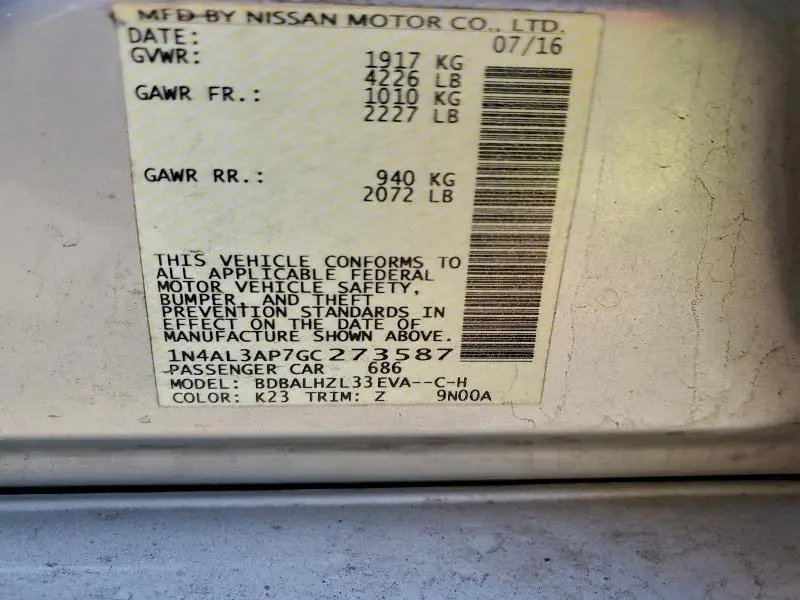 MFD BY NISSAN MOTOR CO., LTD.
DATE: 07/16
GVWR: 1917 KG
4226 LB
GAWR FR.: 1010 KG
2227 LB
GAWR RR.: 940 KG
2072 LB
THIS VEHICLE CONFORMS TO
ALL APPLICABLE FEDERAL
MOTOR VEHICLE SAFETY,
BUMPER, AND THEFT
PREVENTION STANDARDS IN
EFFECT ON THE DATE OF
MANUFACTURE SHOWN ABOVE.
1N4AL3AP7GC273587
PASSENGER CAR 686
MODEL: BDBALHZL33EVA--C-H
COLOR: K23 TRIM: Z 9N00A